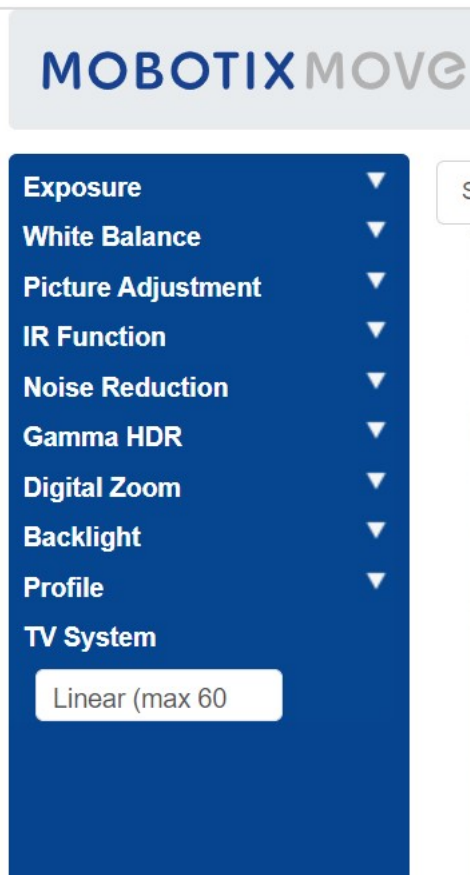 MOBOTIX MOVE
Exposure
White Balance
Picture Adjustment
IR Function
Noise Reduction
Gamma HDR
Digital Zoom
Backlight
Profile
TV System
Linear (max 60